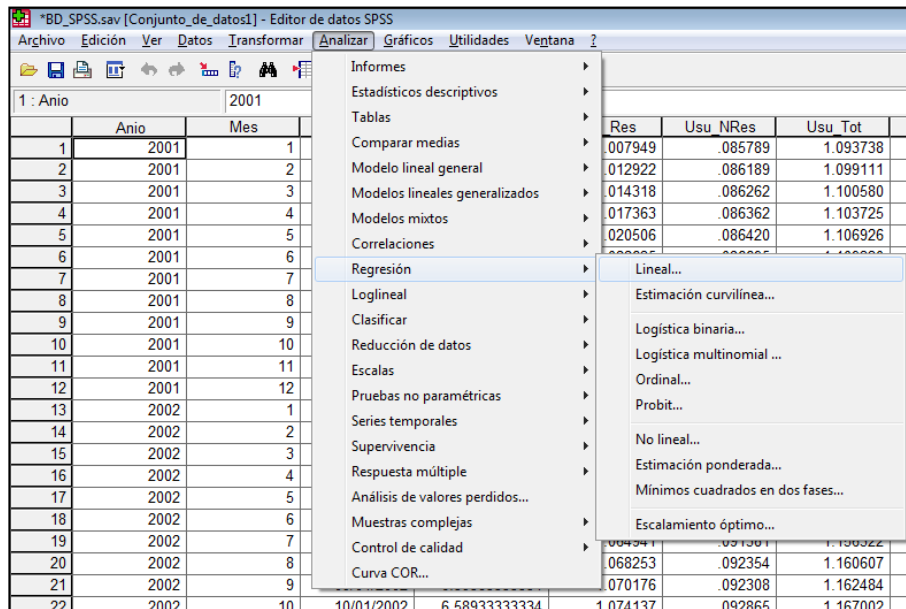 *BD_SPSS.sav [Conjunto_de_datos1] - Editor de datos SPSS
Archivo Edición Ver Datos Transformar Analizar Gráficos Utilidades Ventana ?
1 : Anio 2001
Anio Mes Res Usu_NRes Usu_Tot
1 2001 1 .007949 .085789 1.093738
2 2001 2 .012922 .086189 1.099111
3 2001 3 .014318 .086262 1.100580
4 2001 4 .017363 .086362 1.103725
5 2001 5 .020506 .086420 1.106926
6 2001 6
7 2001 7
8 2001 8
9 2001 9
10 2001 10
11 2001 11
12 2001 12
13 2002 1
14 2002 2
15 2002 3
16 2002 4
17 2002 5
18 2002 6
19 2002 7
20 2002 8 .068253 .092354 1.160607
21 2002 9 .070176 .092308 1.162484
22 2002 10 10/01/2002 6.58933333334 1.074137 .092865 1.167002
Informes
Estadísticos descriptivos
Tablas
Comparar medias
Modelo lineal general
Modelos lineales generalizados
Modelos mixtos
Correlaciones
Regresión
Loglineal
Clasificar
Reducción de datos
Escalas
Pruebas no paramétricas
Series temporales
Supervivencia
Respuesta múltiple
Análisis de valores perdidos...
Muestras complejas
Control de calidad
Curva COR...
Lineal...
Estimación curvilínea...
Logística binaria...
Logística multinomial ...
Ordinal...
Probit...
No lineal...
Estimación ponderada...
Mínimos cuadrados en dos fases...
Escalamiento óptimo...